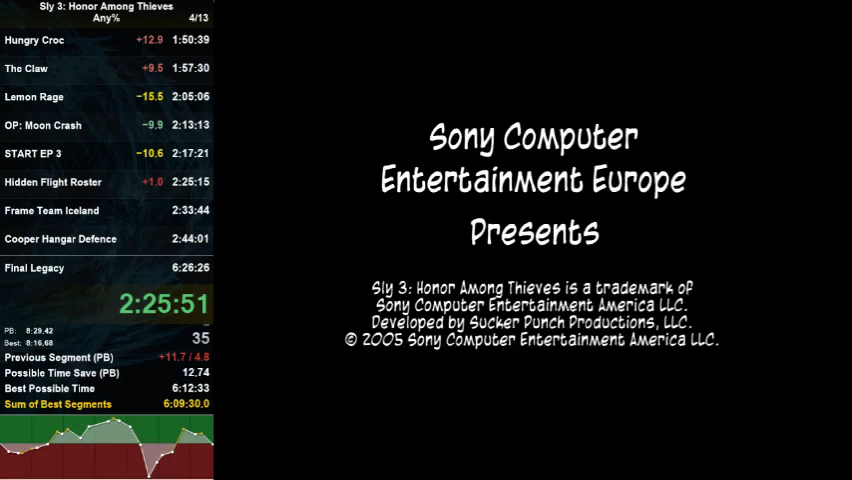 Sly 3: Honor Among Thieves
Any% 4/13
Hungry Croc +12.9 1:50:39
The Claw +9.5 1:57:30
Lemon Rage −15.5 2:05:06
OP: Moon Crash −9.9 2:13:13
START EP 3 −10.6 2:17:21
Hidden Flight Roster +1.0 2:25:15
Frame Team Iceland 2:33:44
Cooper Hangar Defence 2:44:01
Final Legacy 6:26:26
2:25:51
PB: 8:29.42
Best: 8:16.68
35
Previous Segment (PB) +11.7 / 4.8
Possible Time Save (PB) 12.74
Best Possible Time 6:12:33
Sum of Best Segments 6:09:30.0
Sony Computer
Entertainment Europe
Presents
Sly 3: Honor Among Thieves is a trademark of
Sony Computer Entertainment America LLC.
Developed by Sucker Punch Productions, LLC.
© 2005 Sony Computer Entertainment America LLC.